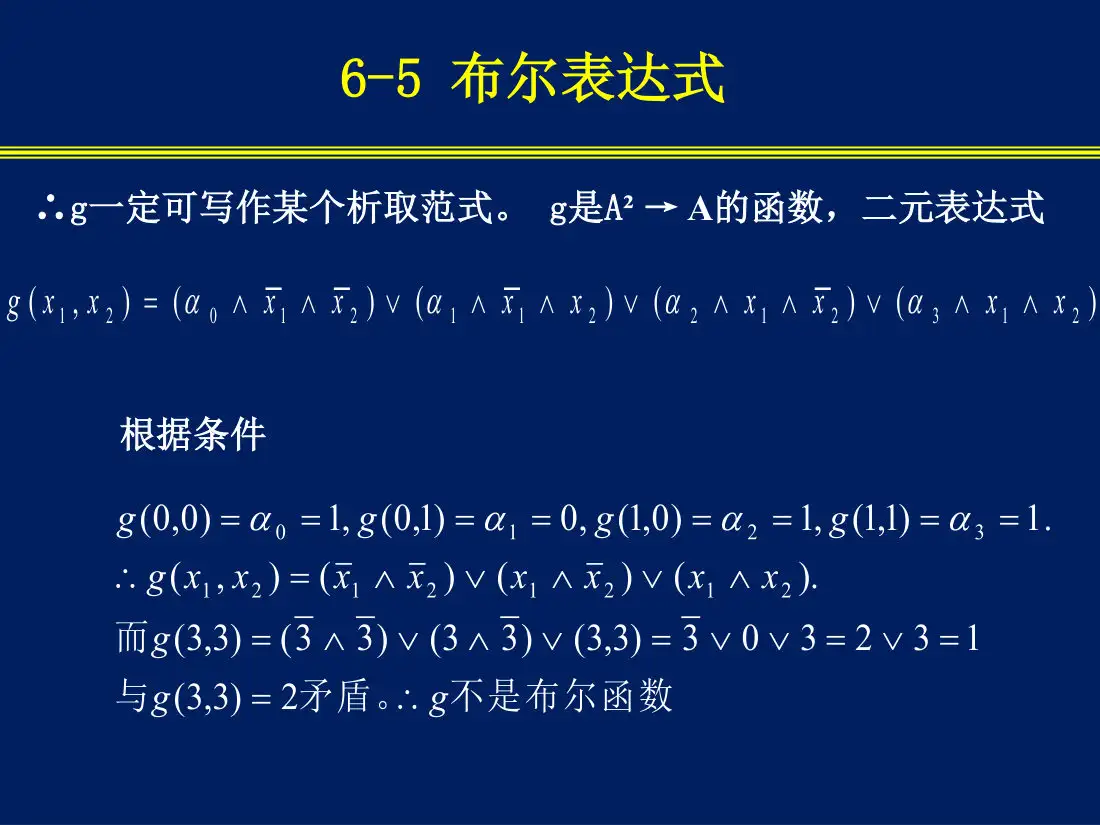 6-5 布尔表达式
∴g一定可写作某个析取范式。 g是A²→A的函数，二元表达式
g(x₁,x₂)=(α₀∧x̅₁∧x̅₂)∨(α₁∧x̅₁∧x₂)∨(α₂∧x₁∧x̅₂)∨(α₃∧x₁∧x₂)
根据条件
g(0,0)=α₀=1,g(0,1)=α₁=0,g(1,0)=α₂=1,g(1,1)=α₃=1.
∴g(x₁,x₂)=(x̅₁∧x̅₂)∨(x₁∧x̅₂)∨(x₁∧x₂).
而g(3,3)=(3̅∧3̅)∨(3∧3̅)∨(3,3)=3̅∨0∨3=2∨3=1
与g(3,3)=2矛盾。∴g不是布尔函数